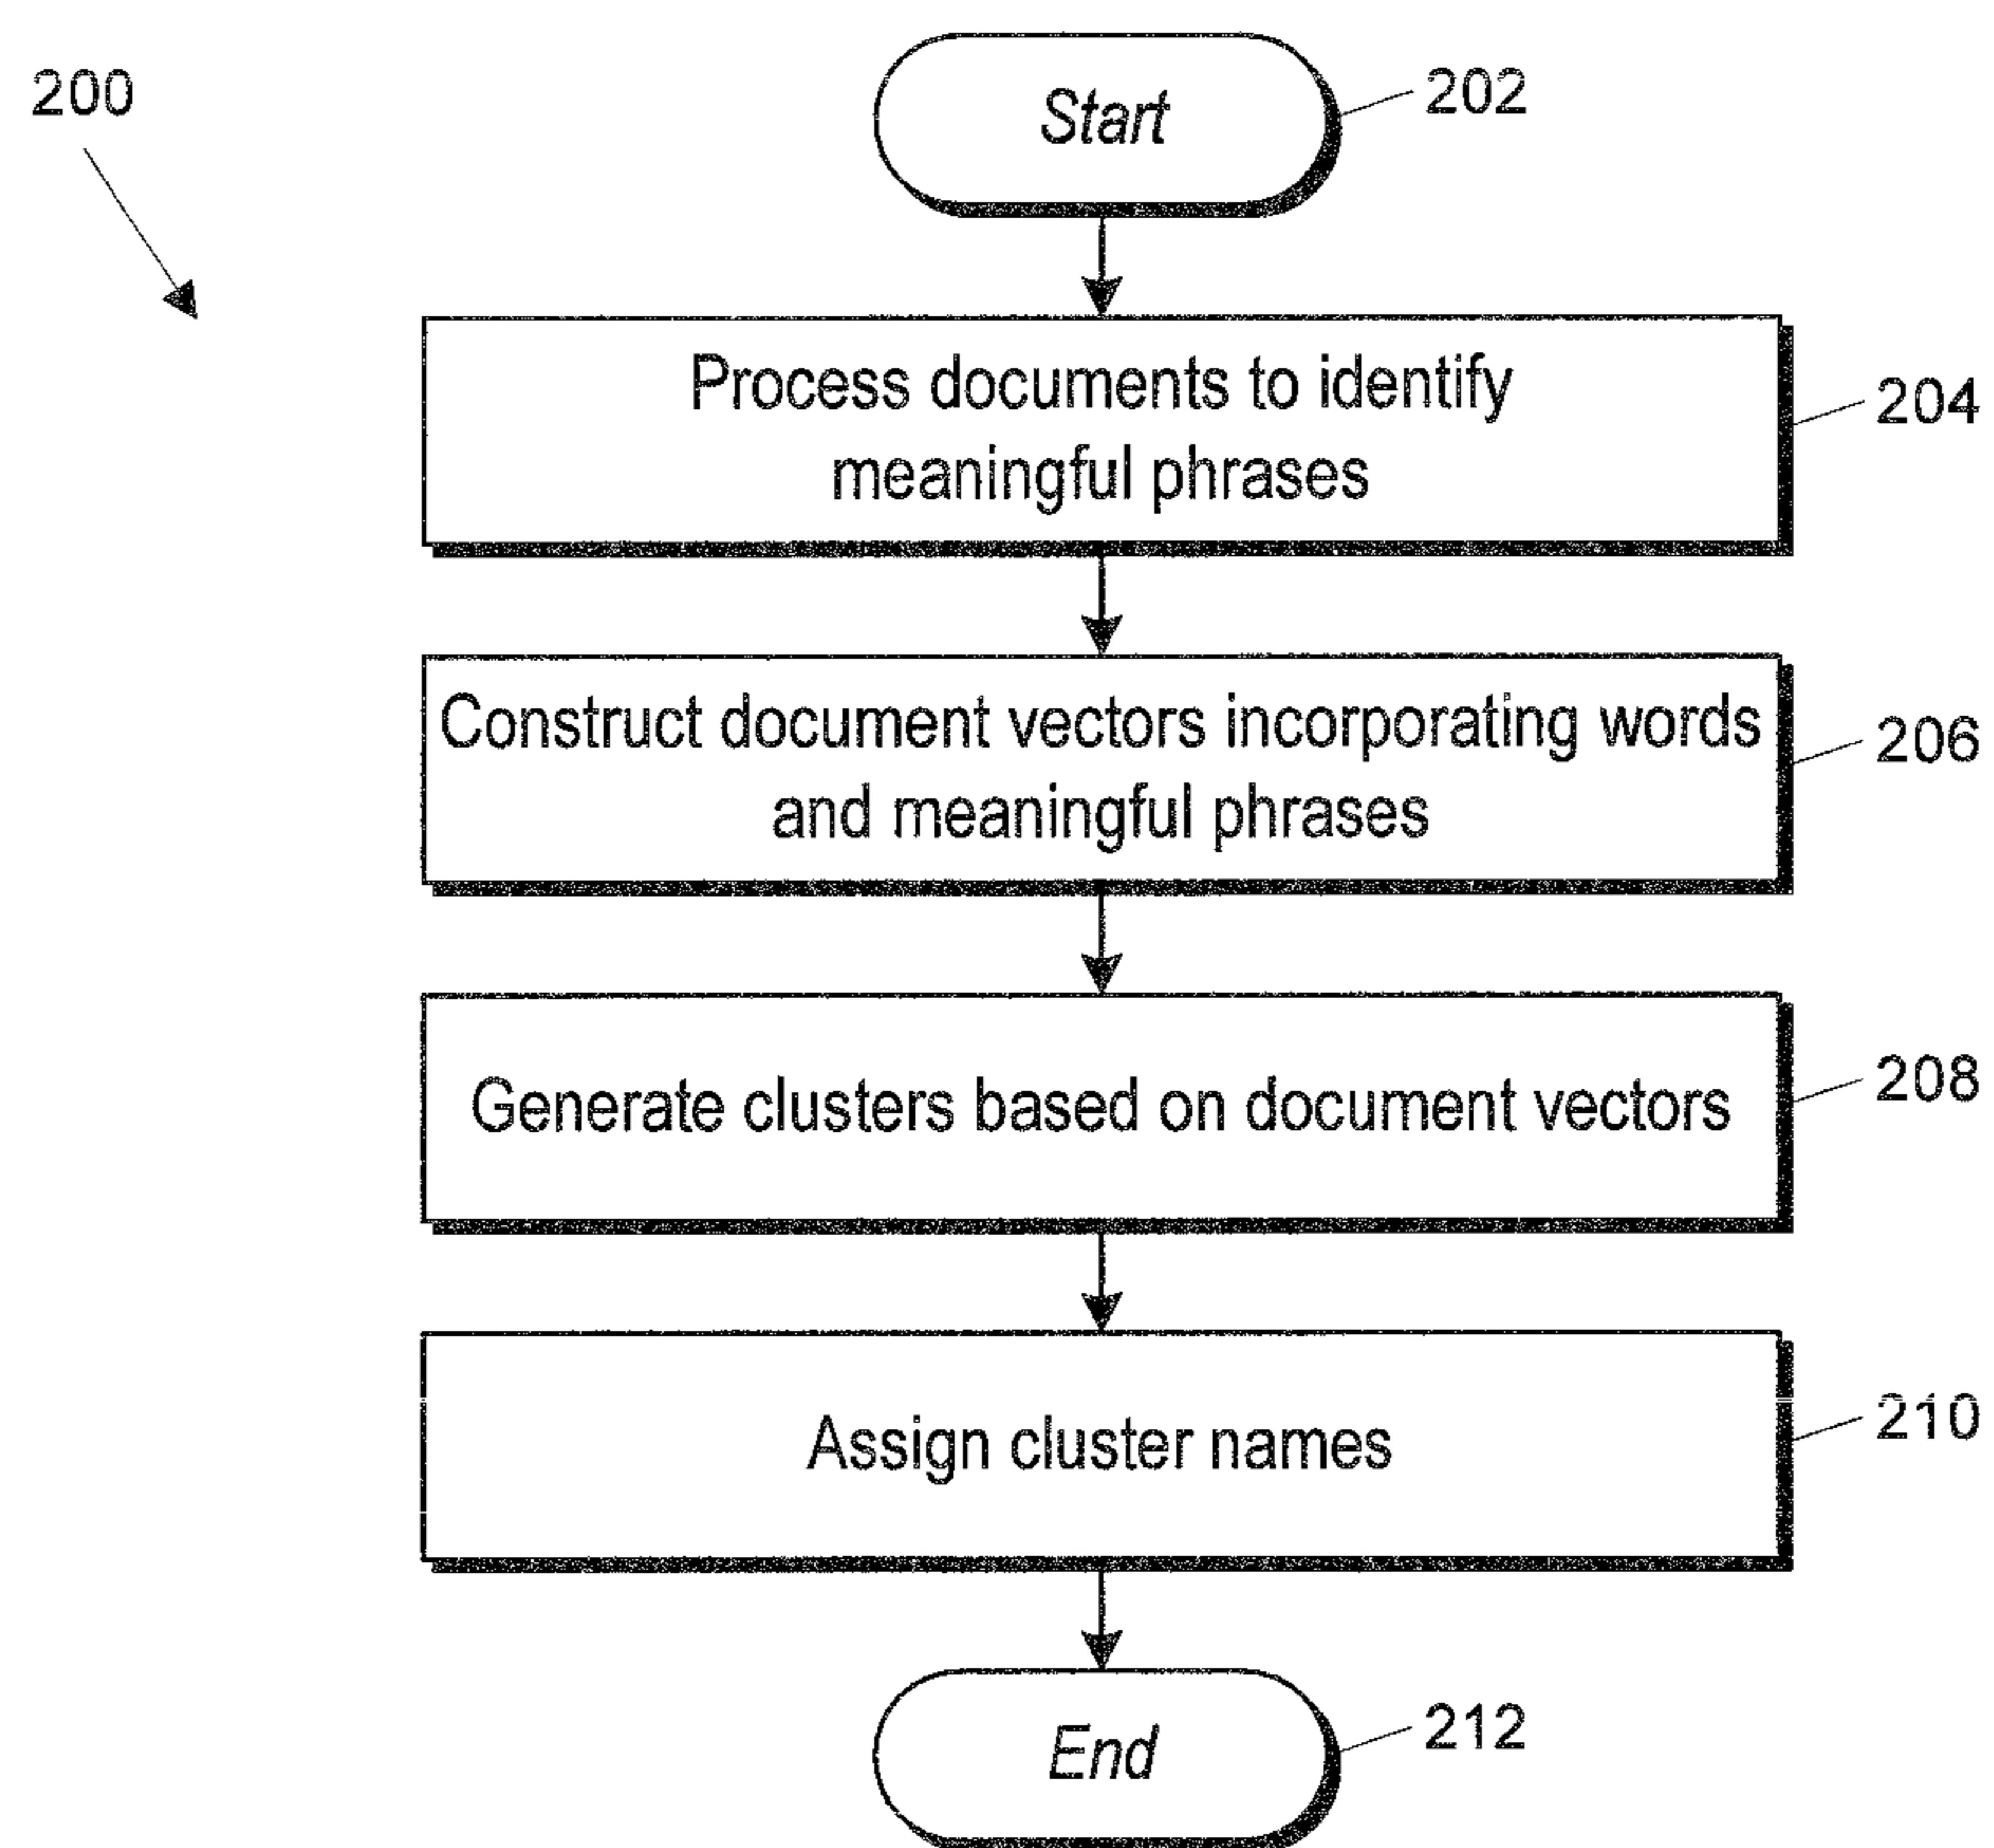 200
Start
202
Process documents to identify
meaningful phrases
204
Construct document vectors incorporating words
and meaningful phrases
206
Generate clusters based on document vectors
208
Assign cluster names
210
End
212